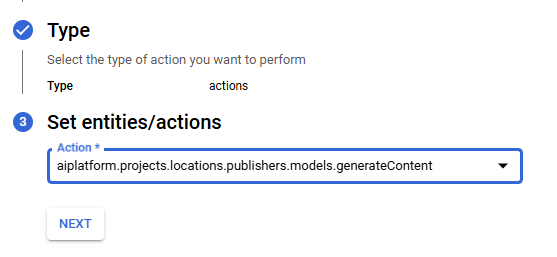 Type
Select the type of action you want to perform
Type actions
3 Set entities/actions
Action *
aiplatform.projects.locations.publishers.models.generateContent
NEXT